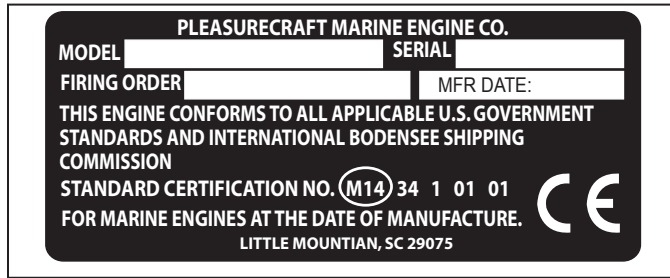 PLEASURECRAFT MARINE ENGINE CO.
MODEL SERIAL
FIRING ORDER MFR DATE:
THIS ENGINE CONFORMS TO ALL APPLICABLE U.S. GOVERNMENT
STANDARDS AND INTERNATIONAL BODENSEE SHIPPING
COMMISSION
STANDARD CERTIFICATION NO. M14 34 1 01 01
FOR MARINE ENGINES AT THE DATE OF MANUFACTURE.
CE
LITTLE MOUNTIAN, SC 29075